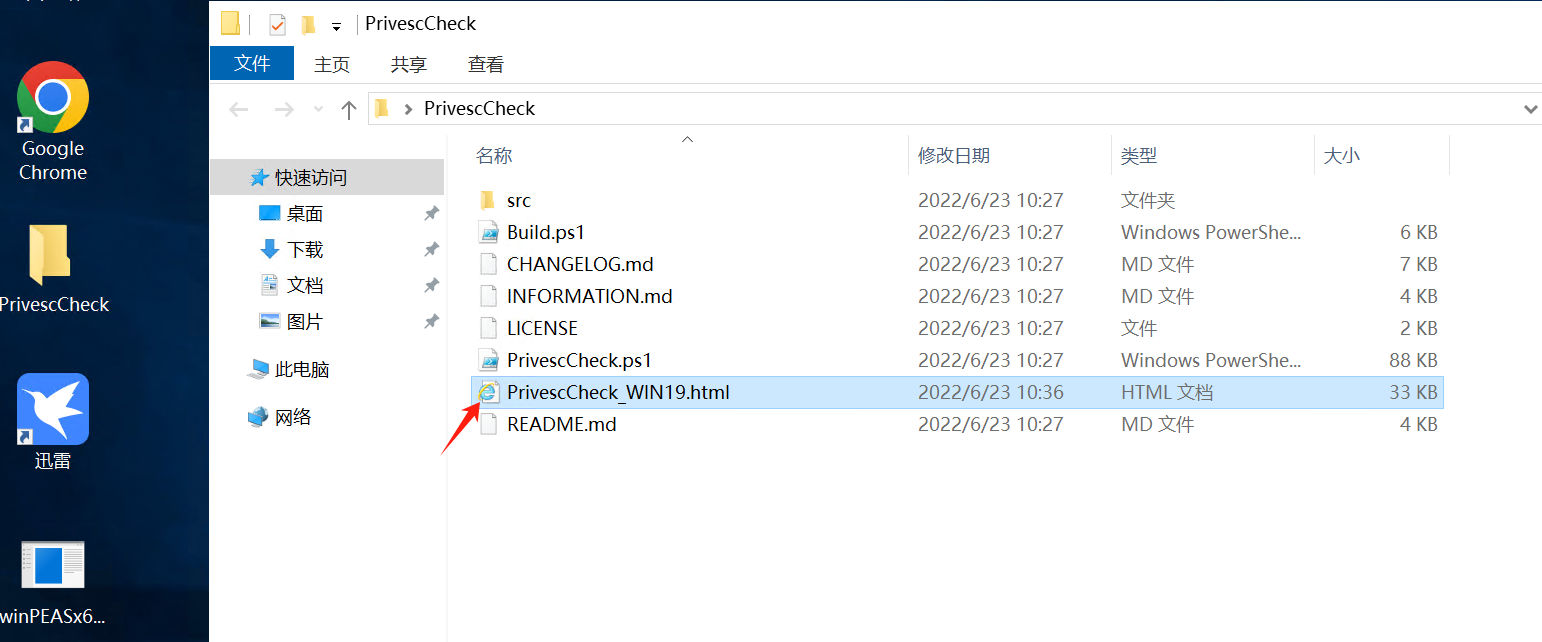 PrivescCheck
文件 主页 共享 查看
PrivescCheck
名称 修改日期 类型 大小
src 2022/6/23 10:27 文件夹
Build.ps1 2022/6/23 10:27 Windows PowerShe... 6 KB
CHANGELOG.md 2022/6/23 10:27 MD 文件 7 KB
INFORMATION.md 2022/6/23 10:27 MD 文件 4 KB
LICENSE 2022/6/23 10:27 文件 2 KB
PrivescCheck.ps1 2022/6/23 10:27 Windows PowerShe... 88 KB
PrivescCheck_WIN19.html 2022/6/23 10:36 HTML 文档 33 KB
README.md 2022/6/23 10:27 MD 文件 4 KB
快速访问
桌面
下载
文档
图片
此电脑
网络
Google
Chrome
PrivescCheck
迅雷
winPEASx6...